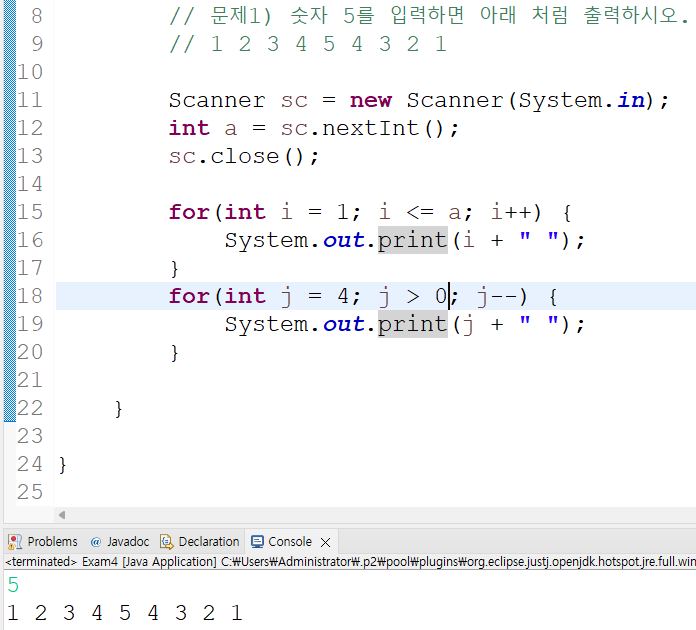 8 // 문제1) 숫자 5를 입력하면 아래 처럼 출력하시오.
9 // 1 2 3 4 5 4 3 2 1
10
11 Scanner sc = new Scanner(System.in);
12 int a = sc.nextInt();
13 sc.close();
14
15 for(int i = 1; i <= a; i++) {
16 System.out.print(i + " ");
17 }
18 for(int j = 4; j > 0; j--) {
19 System.out.print(j + " ");
20 }
21
22 }
23
24 }
25
Problems @ Javadoc Declaration Console
<terminated> Exam4 [Java Application] C:₩Users₩Administrator₩.p2₩pool₩plugins₩org.eclipse.justj.openjdk.hotspot.jre.full.win
5
1 2 3 4 5 4 3 2 1